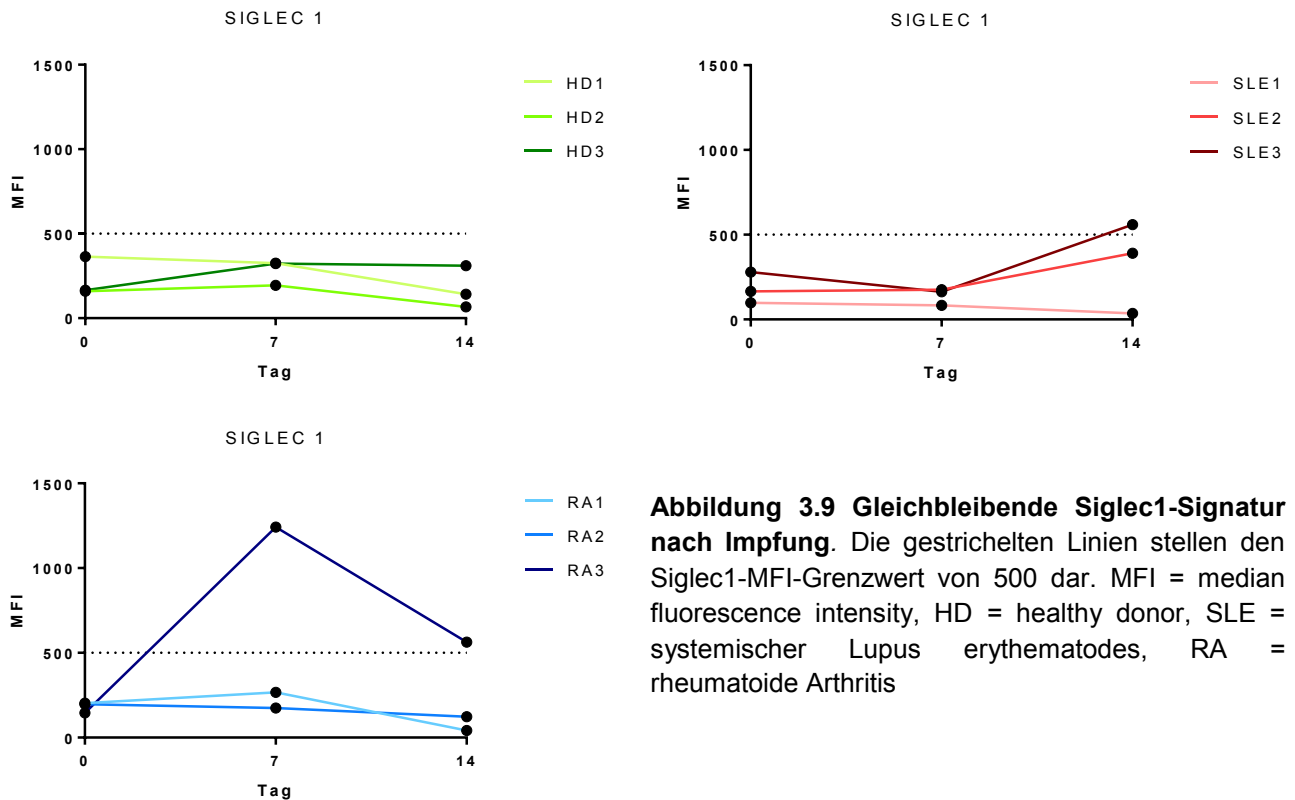 SIGLEC 1
1500
1000
500
0
MFI
0 7 14
Tag
HD1
HD2
HD3
SIGLEC 1
1500
1000
500
0
MFI
0 7 14
Tag
SLE1
SLE2
SLE3
SIGLEC 1
1500
1000
500
0
MFI
0 7 14
Tag
RA1
RA2
RA3
Abbildung 3.9 Gleichbleibende Siglec1-Signatur
nach Impfung. Die gestrichelten Linien stellen den
Siglec1-MFI-Grenzwert von 500 dar. MFI = median
fluorescence intensity, HD = healthy donor, SLE =
systemischer Lupus erythematodes, RA =
rheumatoide Arthritis